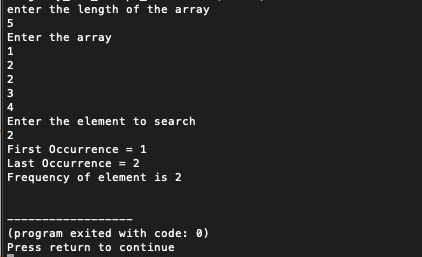 enter the length of the array
5
Enter the array
1
2
2
3
4
Enter the element to search
2
First Occurrence = 1
Last Occurrence = 2
Frequency of element is 2
------------------
(program exited with code: 0)
Press return to continue